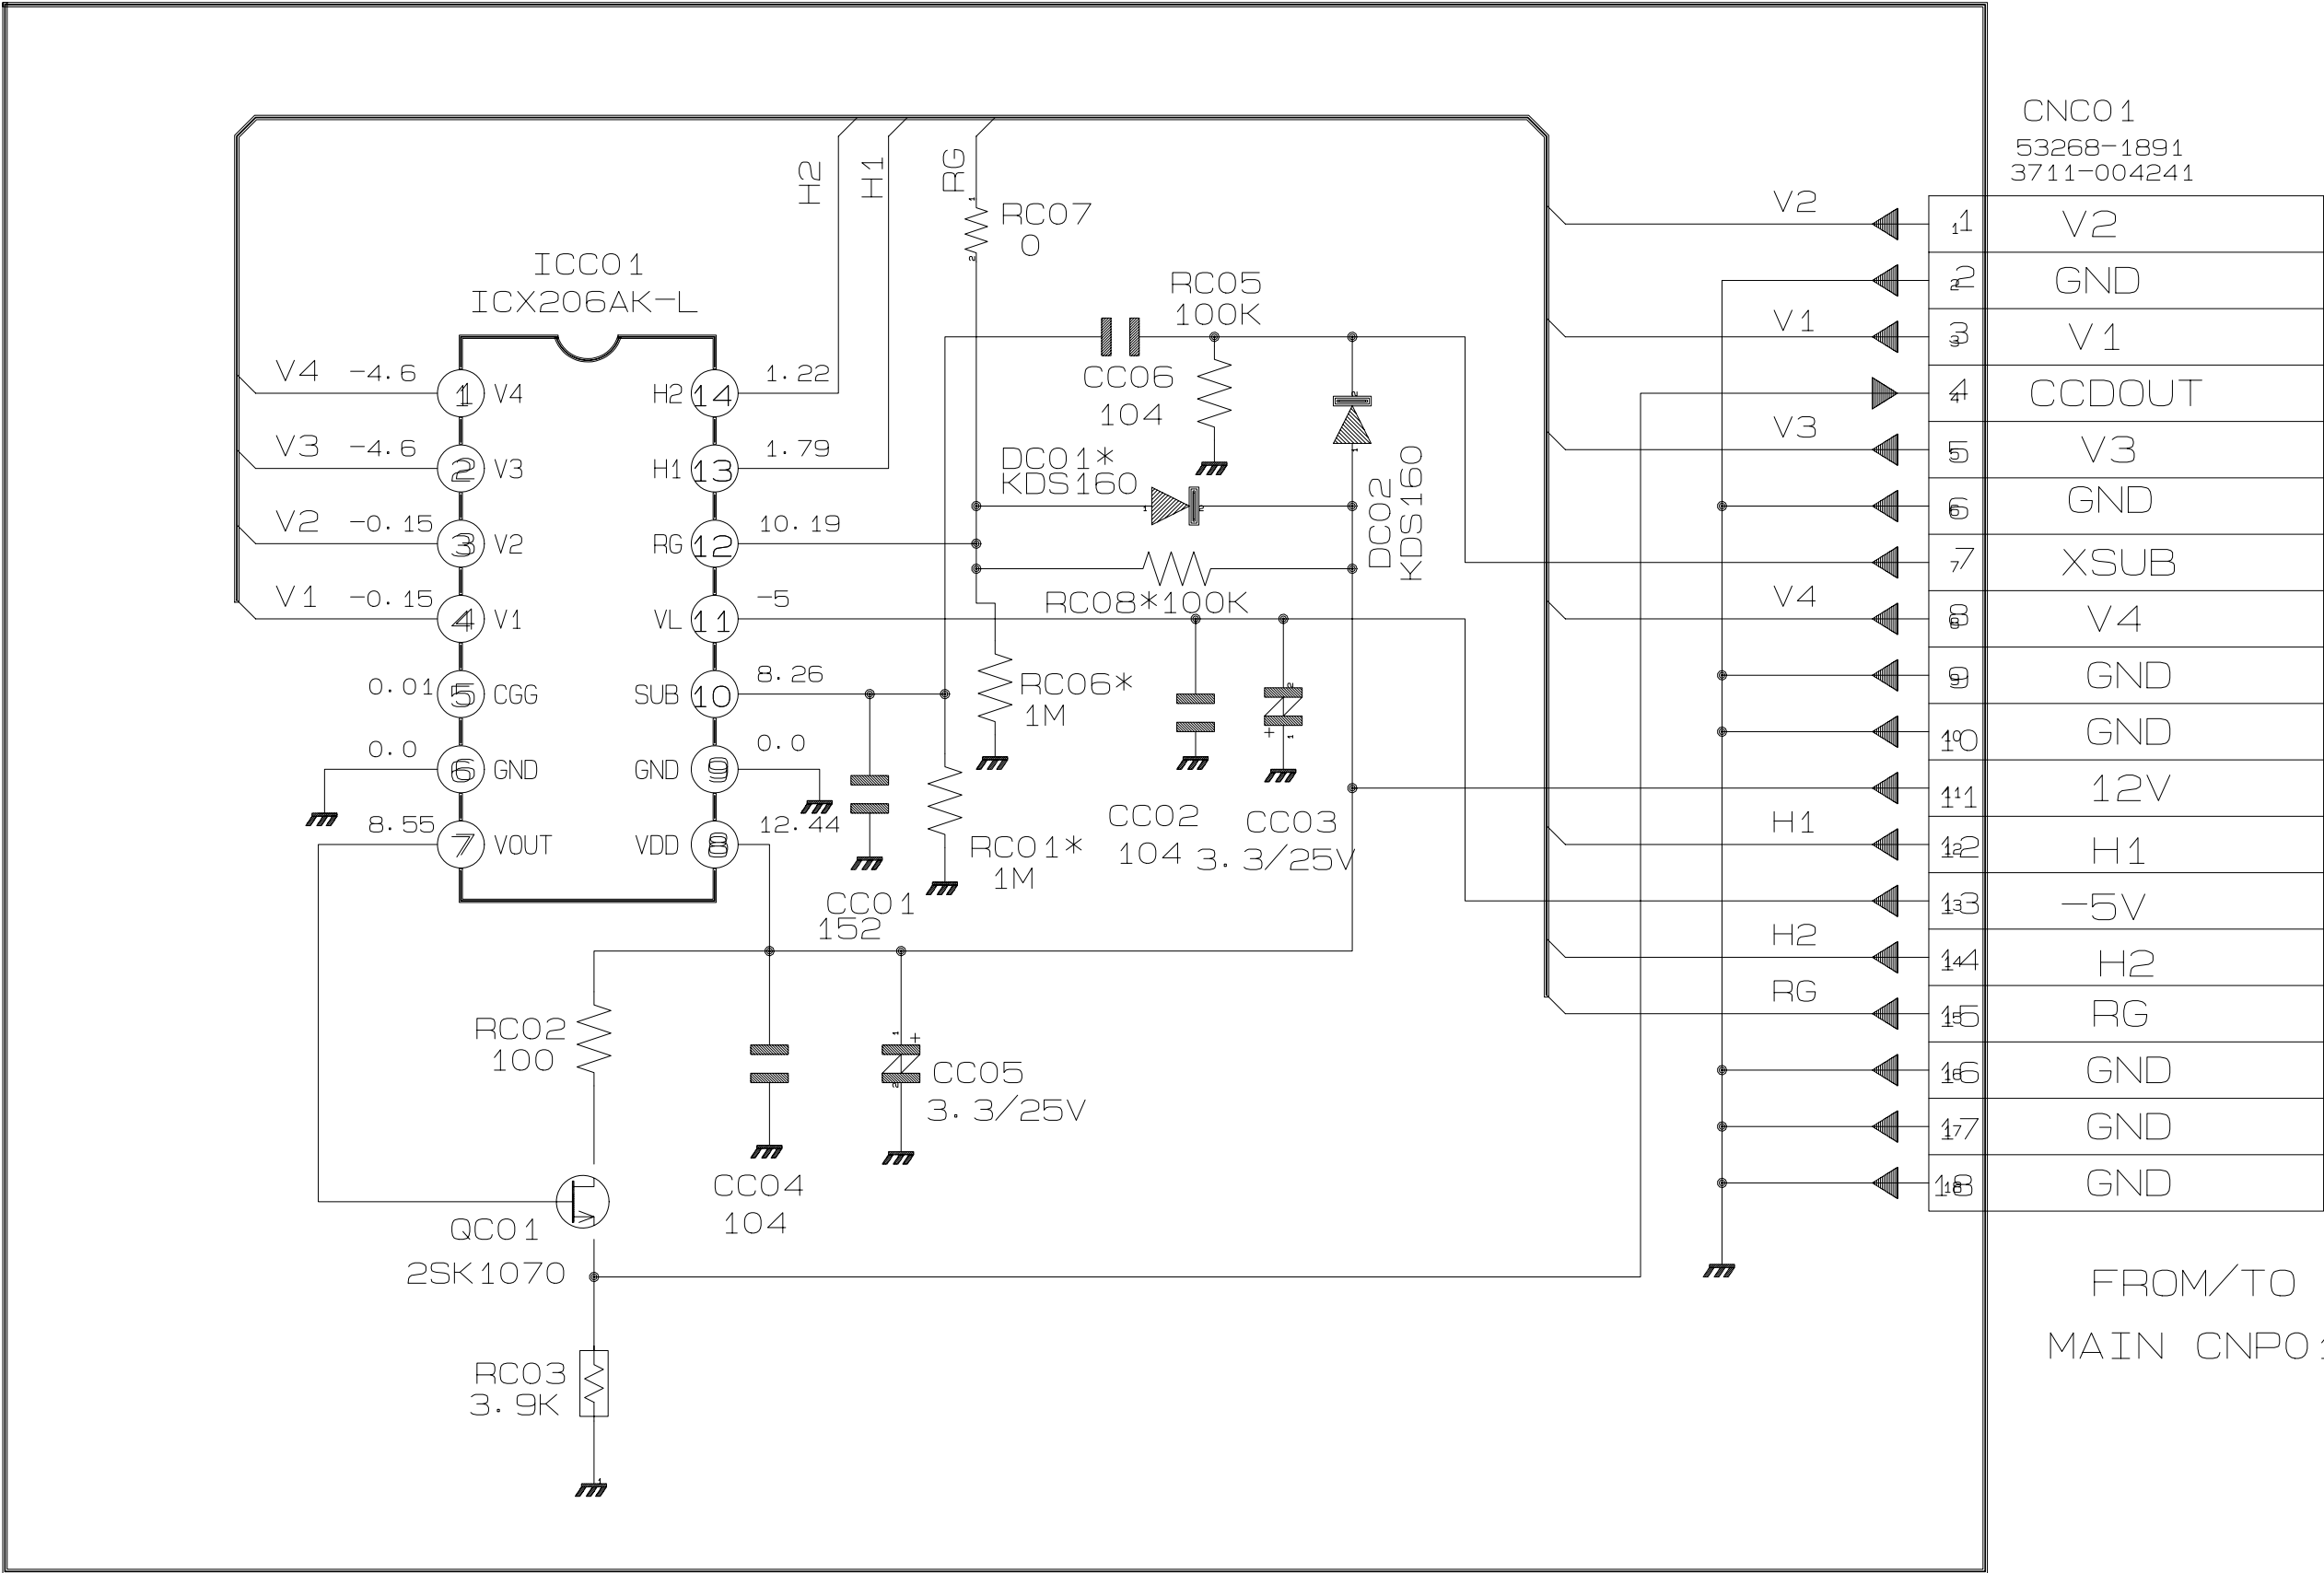 CNC01
53268-1891
3711-004241
H2
H1
RG
RC07
0
ICC01
ICX206AK-L
RC05
100K
CC06
104
V4 -4.6
1 V4
H2 14
1.22
V3 -4.6
2 V3
H1 13
1.79
V2 -0.15
3 V2
RG 12
10.19
V1 -0.15
4 V1
VL 11
-5
0.01
5 CGG
SUB 10
8.26
0.0
6 GND
GND 9
0.0
8.55
7 VOUT
VDD 8
12.44
DC01*
KDS160
DC02
KDS160
RC08*100K
RC06*
1M
CC02
104
CC03
3.3/25V
RC01*
1M
CC01
152
RC02
100
CC05
3.3/25V
CC04
104
QC01
2SK1070
RC03
3.9K
V2 1 V2
2 GND
V1 3 V1
4 CCDOUT
V3 5 V3
6 GND
7 XSUB
V4 8 V4
9 GND
10 GND
11 12V
H1 12 H1
13 -5V
H2 14 H2
RG 15 RG
16 GND
17 GND
18 GND
FROM/TO
MAIN